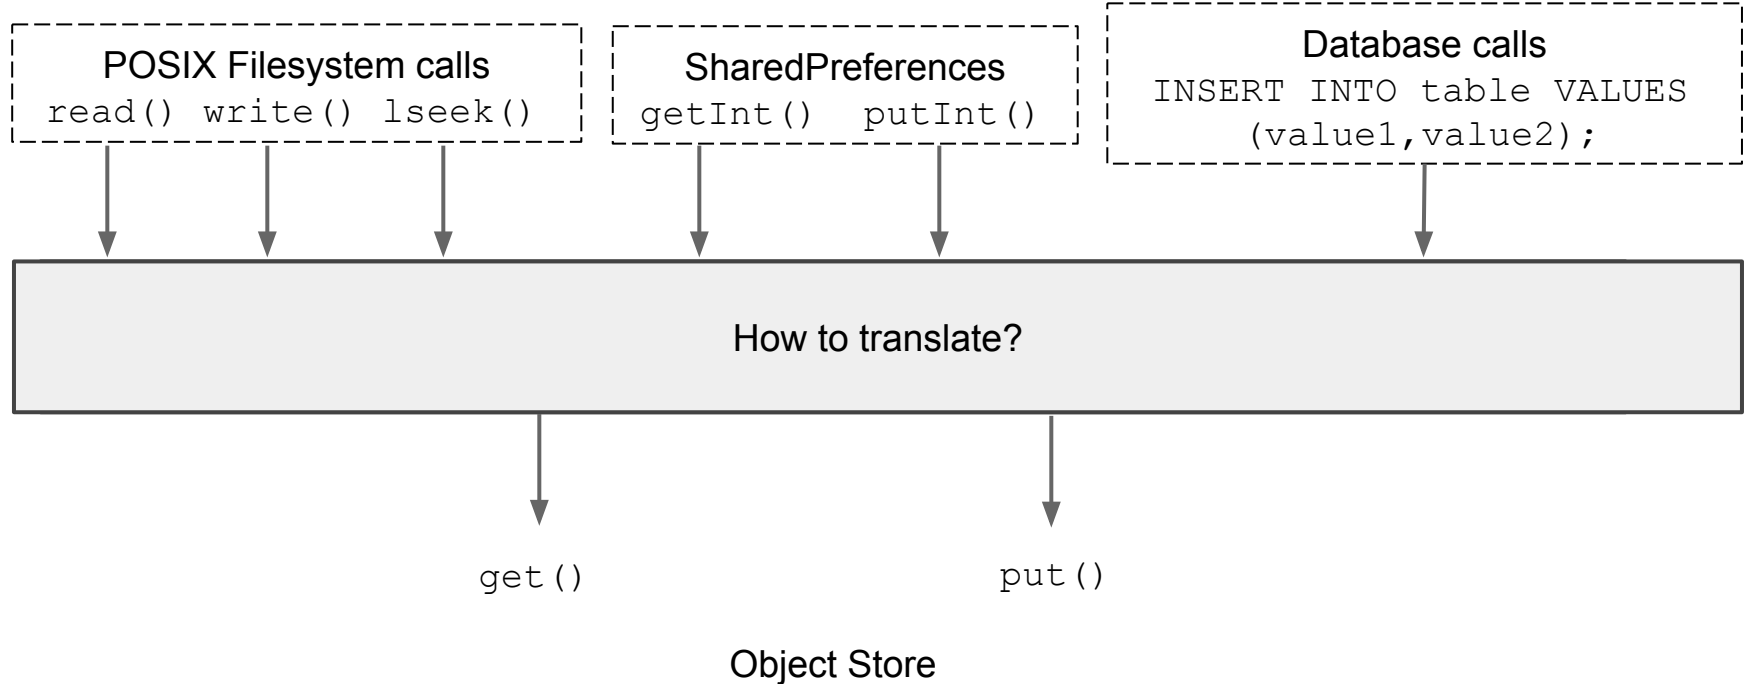 POSIX Filesystem calls
read() write() lseek()
SharedPreferences
getInt() putInt()
Database calls
INSERT INTO table VALUES
(value1,value2);
How to translate?
get()
put()
Object Store